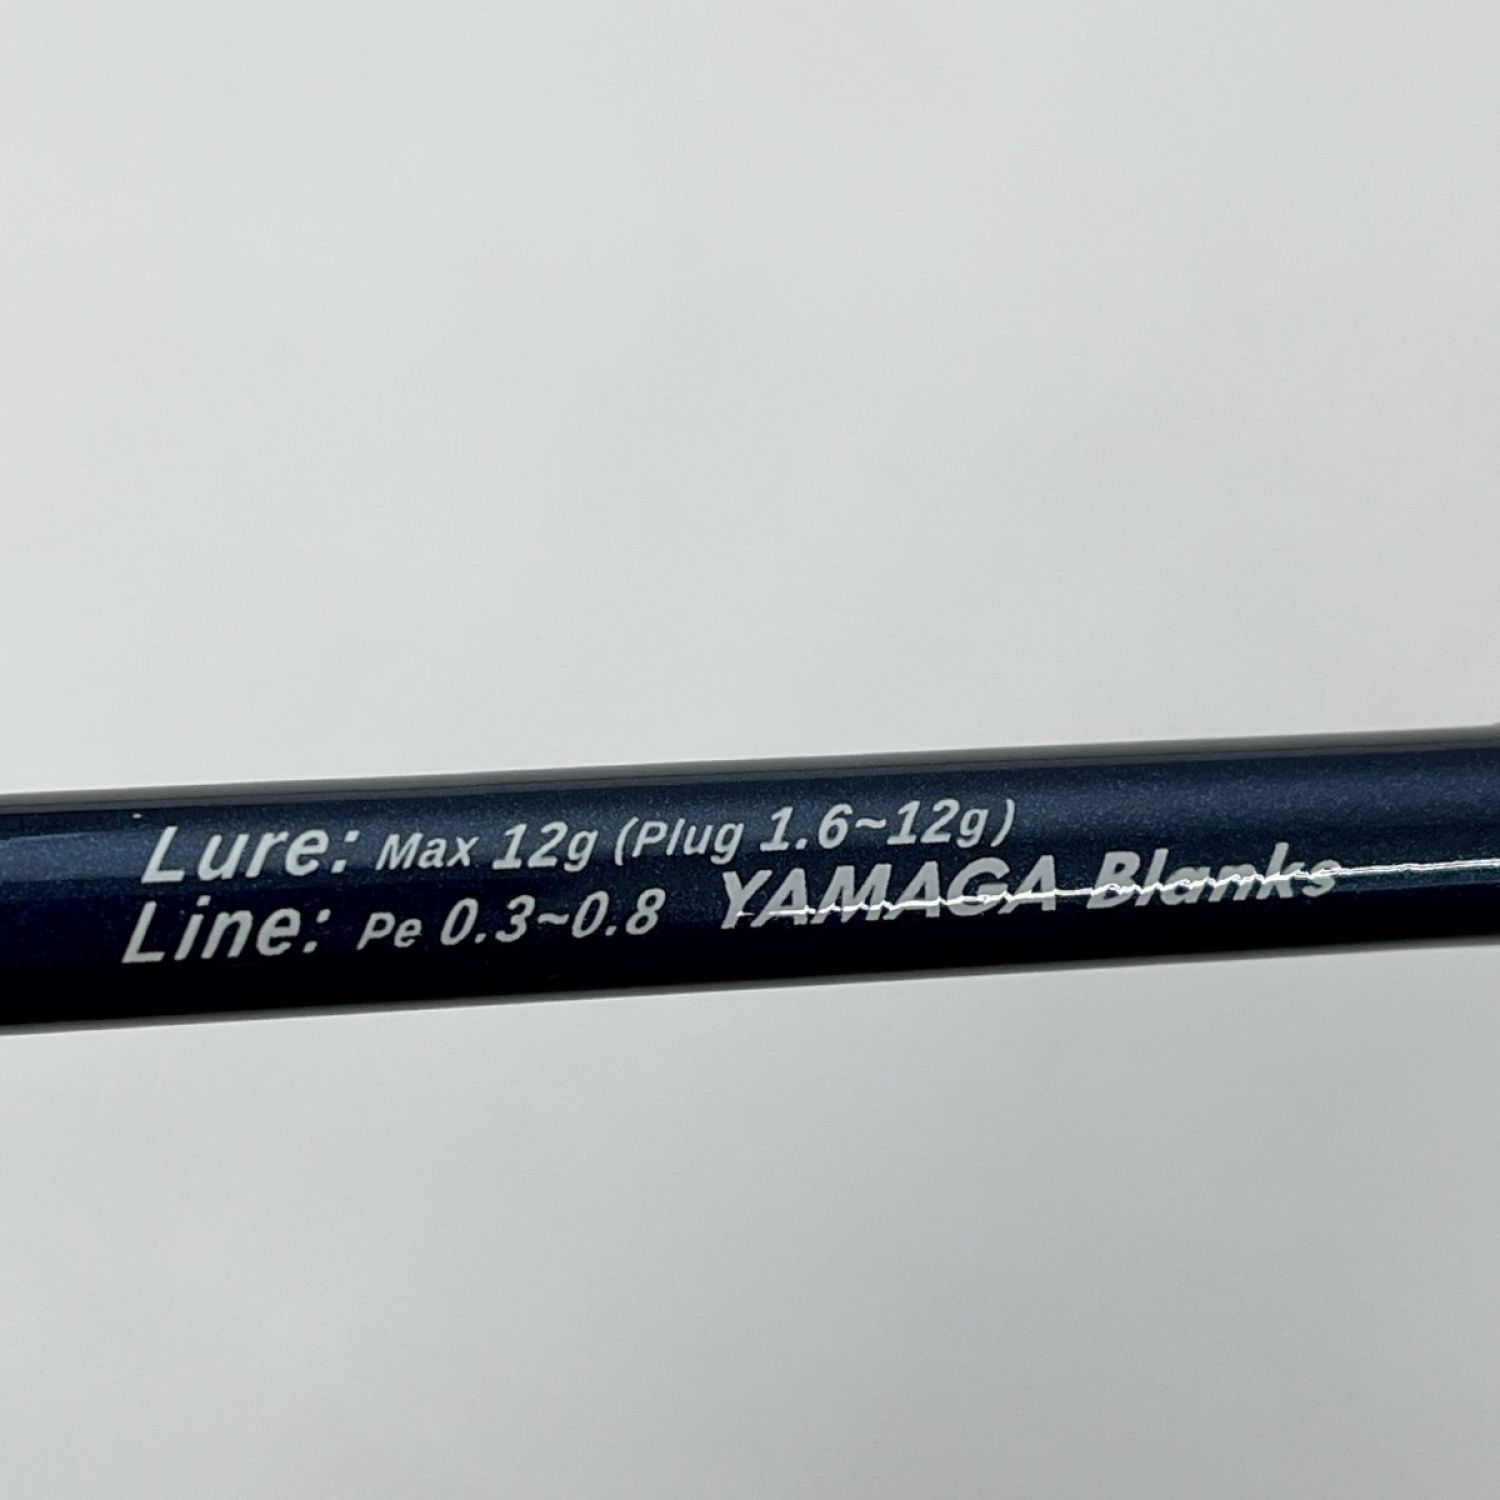 Lure: Max 12g (Plug 1.6~12g)
Line: Pe 0.3~0.8 YAMAGA Blanks